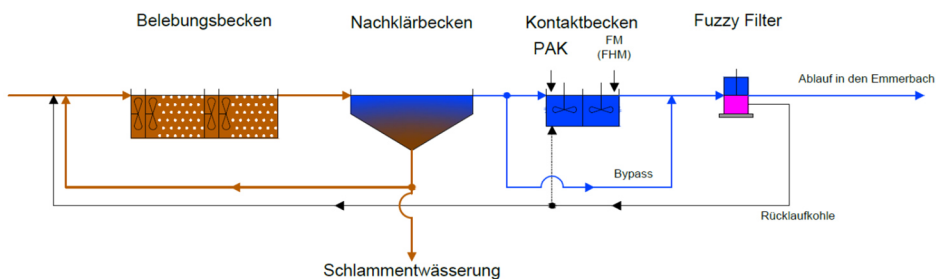 Belebungsbecken
Nachklärbecken
Kontaktbecken
Fuzzy Filter
PAK
FM
(FHM)
Ablauf in den Emmerbach
Bypass
Rücklaufkohle
Schlammentwässerung